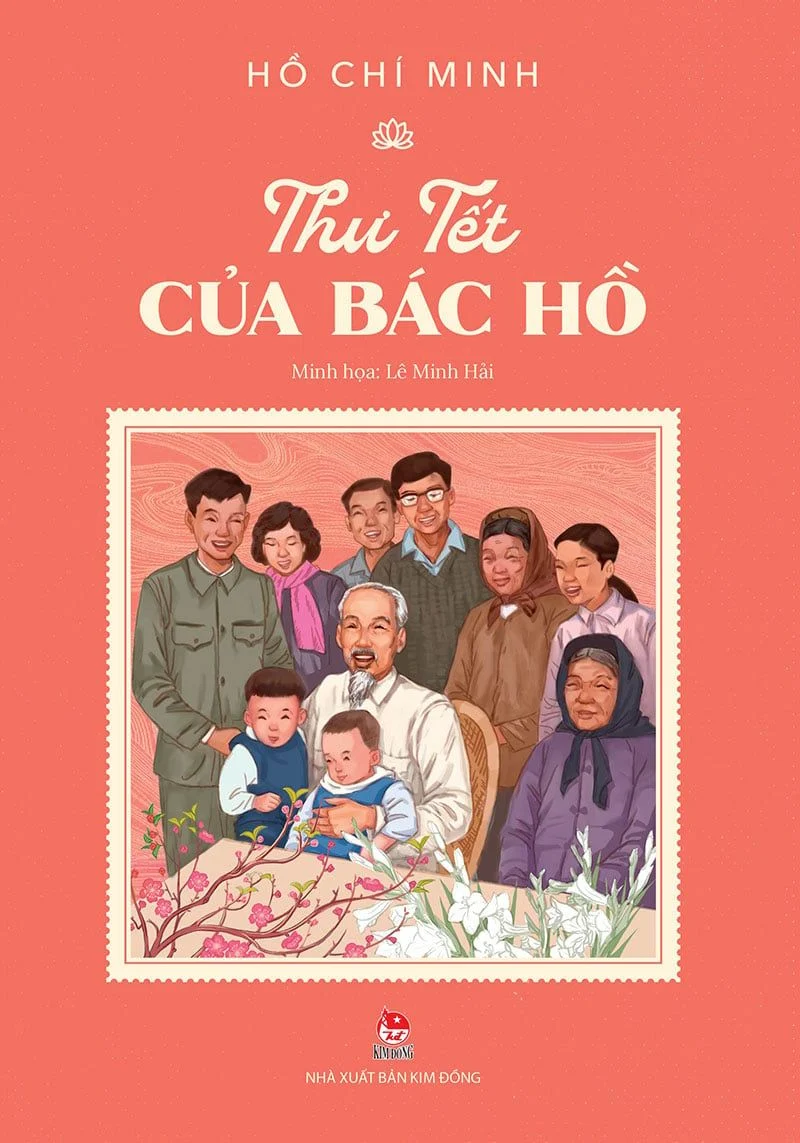 HỒ CHÍ MINH
Thư Tết
CỦA BÁC HỒ
Minh họa: Lê Minh Hải
KIM ĐỒNG
NHÀ XUẤT BẢN KIM ĐỒNG